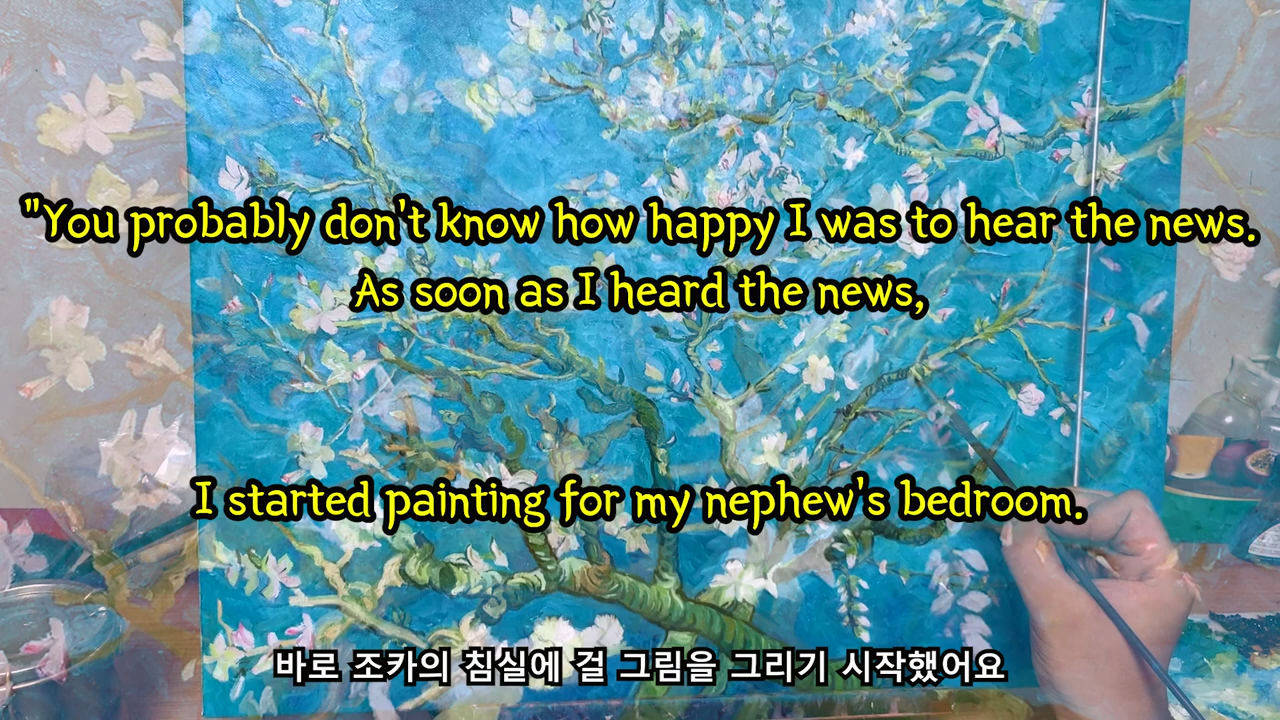 "You probably don't know how happy I was to hear the news.
As soon as I heard the news,
I started painting for my nephew's bedroom.
바로 조카의 침실에 걸 그림을 그리기 시작했어요